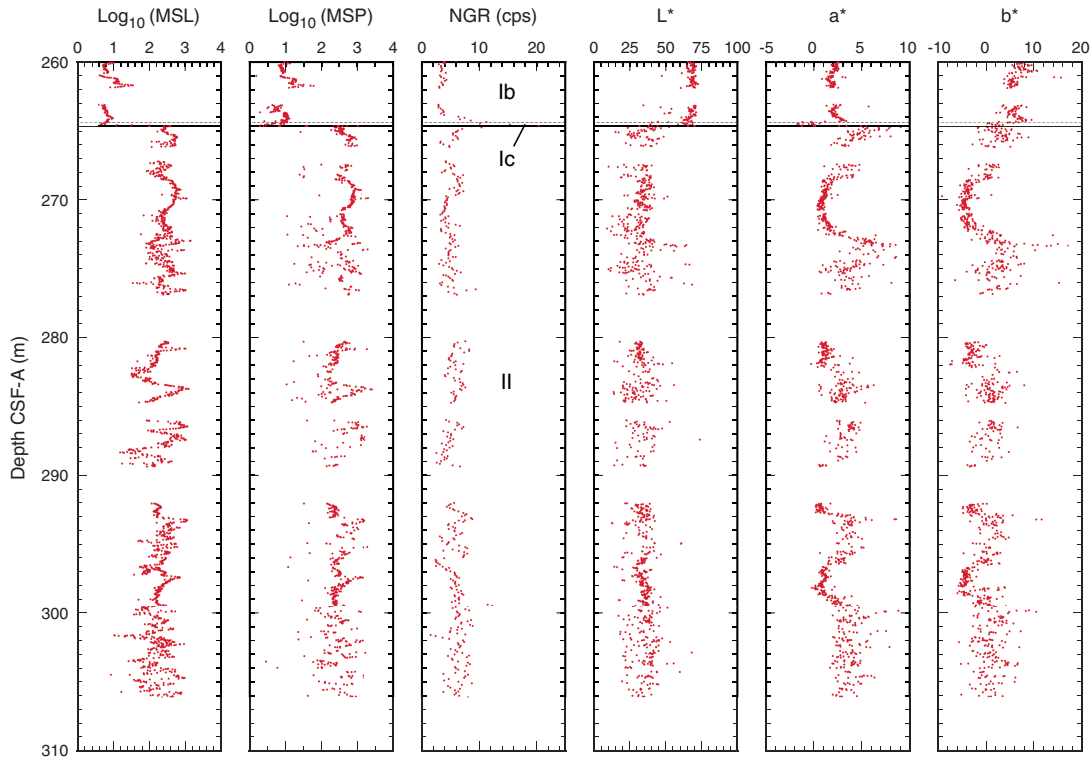 Log10 (MSL) Log10 (MSP) NGR (cps) L* a* b*
0 1 2 3 4 0 1 2 3 4 0 10 20 0 25 50 75 100 -5 0 5 10 -10 0 10 20
260
Ib
Ic
270
280
II
290
300
310
Depth CSF-A (m)